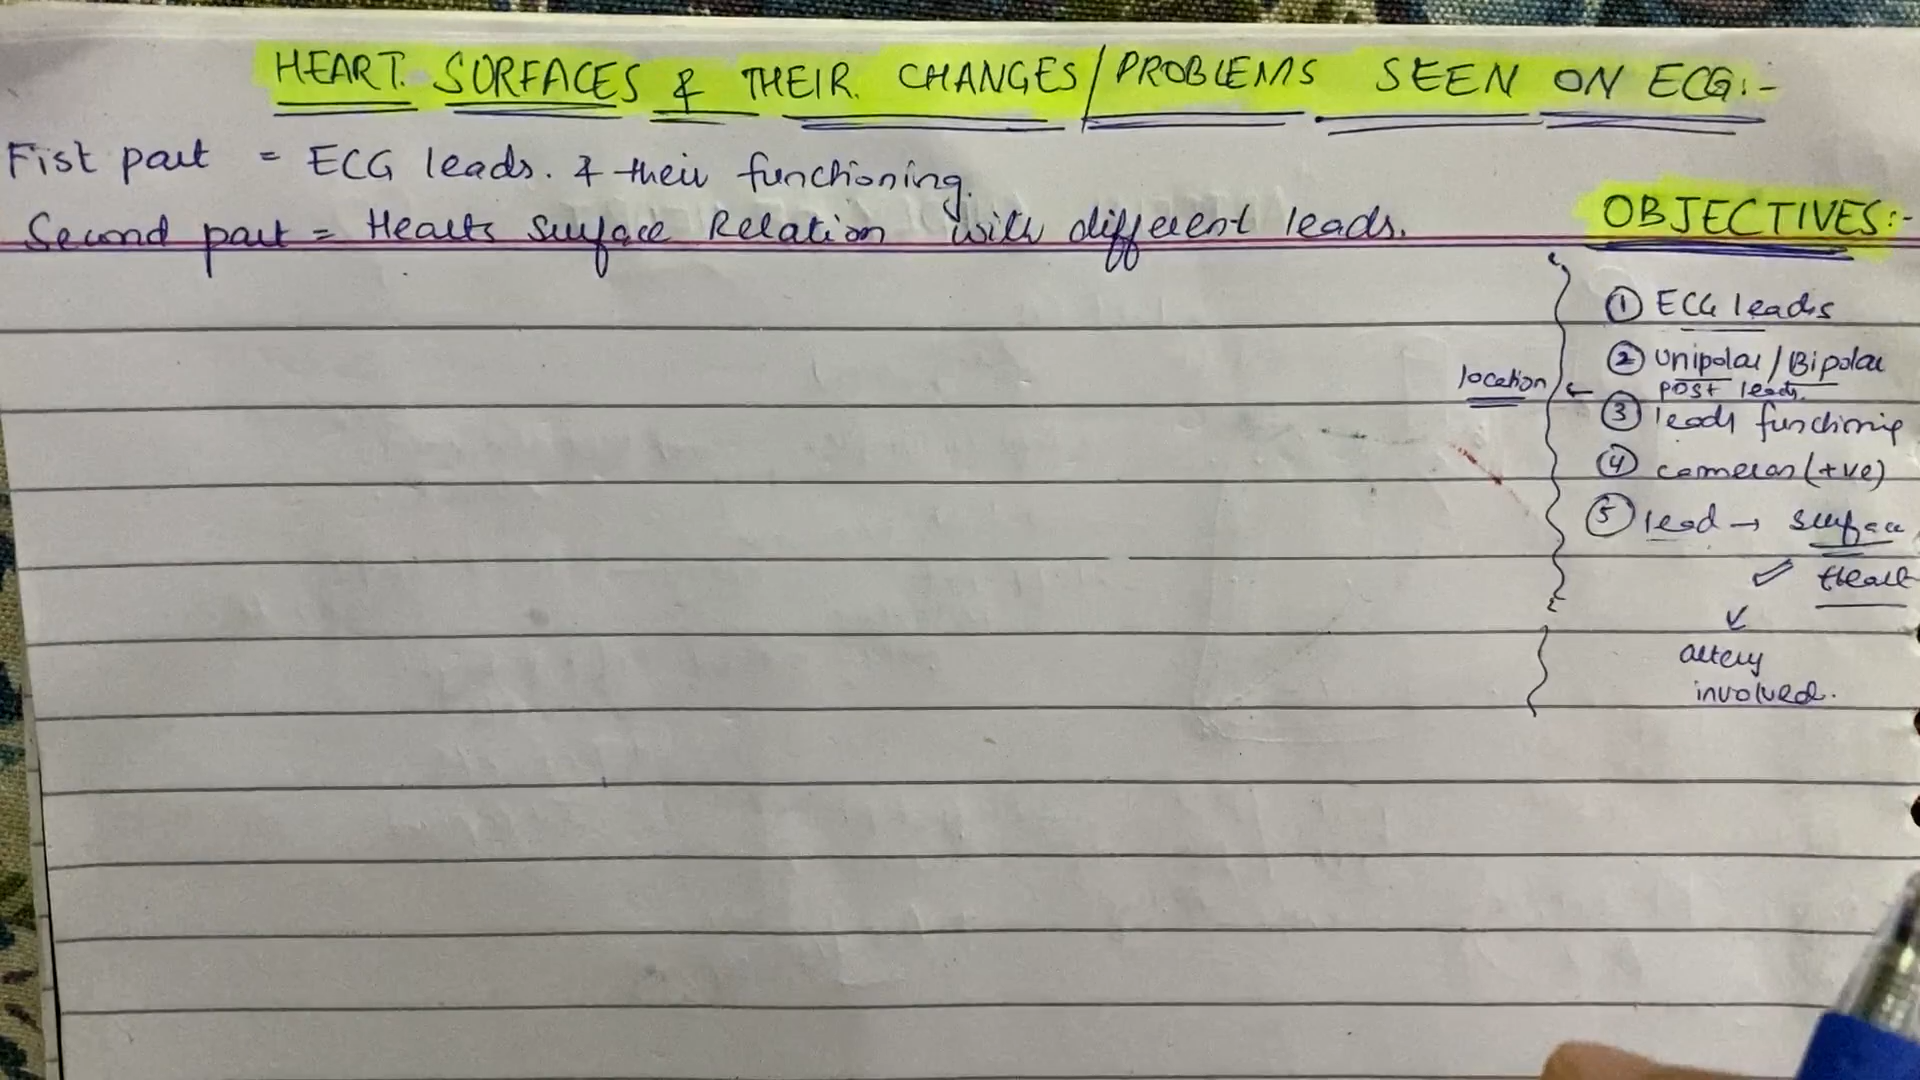 HEART. SURFACES & THEIR. CHANGES/PROBLEMS SEEN ON ECG:-
Fist part = ECG leads. & their functioning.
Second part = Hearts Surface Relation with different leads.
OBJECTIVES:-
① ECG leads
② Unipolar/Bipolar
location ←
post leads.
③ leads functioning
④ cameras (+ve)
⑤ lead → surface
Heart
↓
artery
involved.